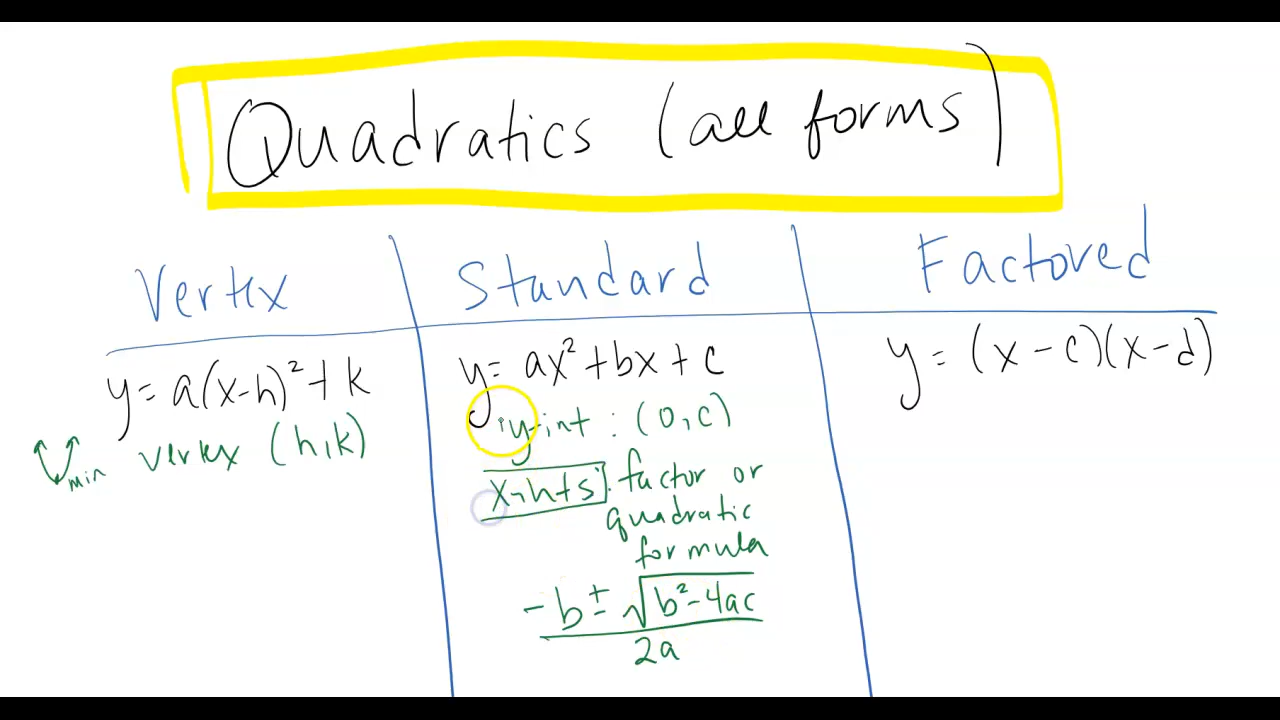 Quadratics (all forms)
Vertex
y = a(x-h)² + k
min vertex (h,k)
Standard
y = ax² + bx + c
y-int : (0,c)
x-ints: factor or
quadratic
formula
-b ± √b²-4ac
2a
Factored
y = (x-c)(x-d)